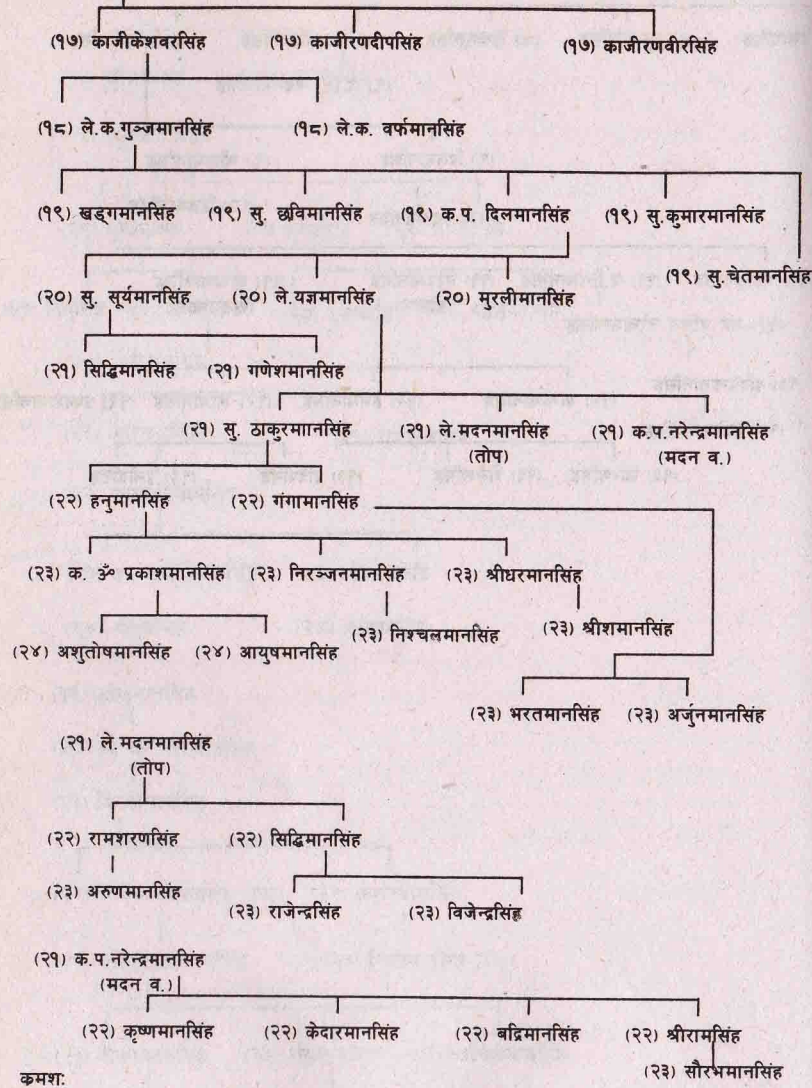 (१७) काजीकेशवरसिंह (१७) काजीरणदीपसिंह (१७) काजीरणवीरसिंह
(१८) ले.क.गुञ्जमानसिंह (१८) ले.क. वर्फमानसिंह
(१९) खड्गमानसिंह (१९) सु. छविमानसिंह (१९) क.प. दिलमानसिंह (१९) सु.कुमारमानसिंह
(१९) सु.चेतमानसिंह
(२०) सु. सूर्यमानसिंह (२०) ले.यज्ञमानसिंह (२०) मुरलीमानसिंह
(२१) सिद्धिमानसिंह (२१) गणेशमानसिंह
(२१) सु. ठाकुरमाानसिंह (२१) ले.मदनमानसिंह (२१) क.प.नरेन्द्रमाानसिंह
(तोप) (मदन व.)
(२२) हनुमानसिंह (२२) गंगामानसिंह
(२३) क. ॐ प्रकाशमानसिंह (२३) निरञ्जनमानसिंह (२३) श्रीधरमानसिंह
(२३) निश्चलमानसिंह (२३) श्रीशमानसिंह
(२४) अशुतोषमानसिंह (२४) आयुषमानसिंह
(२३) भरतमानसिंह (२३) अर्जुनमानसिंह
(२१) ले.मदनमानसिंह
(तोप)
(२२) रामशरणसिंह (२२) सिद्धिमानसिंह
(२३) अरुणमानसिंह
(२३) राजेन्द्रसिंह (२३) विजेन्द्रसिंह
(२१) क.प.नरेन्द्रमानसिंह
(मदन व.)
(२२) कृष्णमानसिंह (२२) केदारमानसिंह (२२) बद्रिमानसिंह (२२) श्रीरामसिंह
(२३) सौरभमानसिंह
कमशः